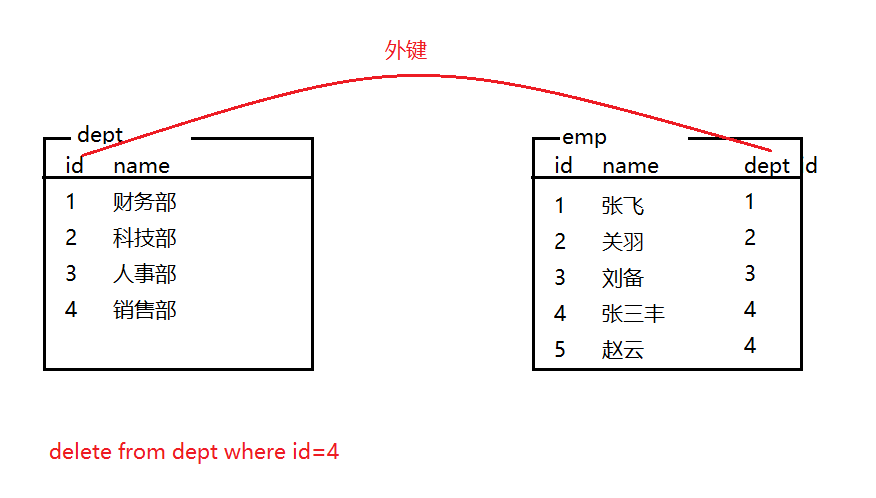 外键
dept
id name
1 财务部
2 科技部
3 人事部
4 销售部
emp
id name dept id
1 张飞 1
2 关羽 2
3 刘备 3
4 张三丰 4
5 赵云 4
delete from dept where id=4